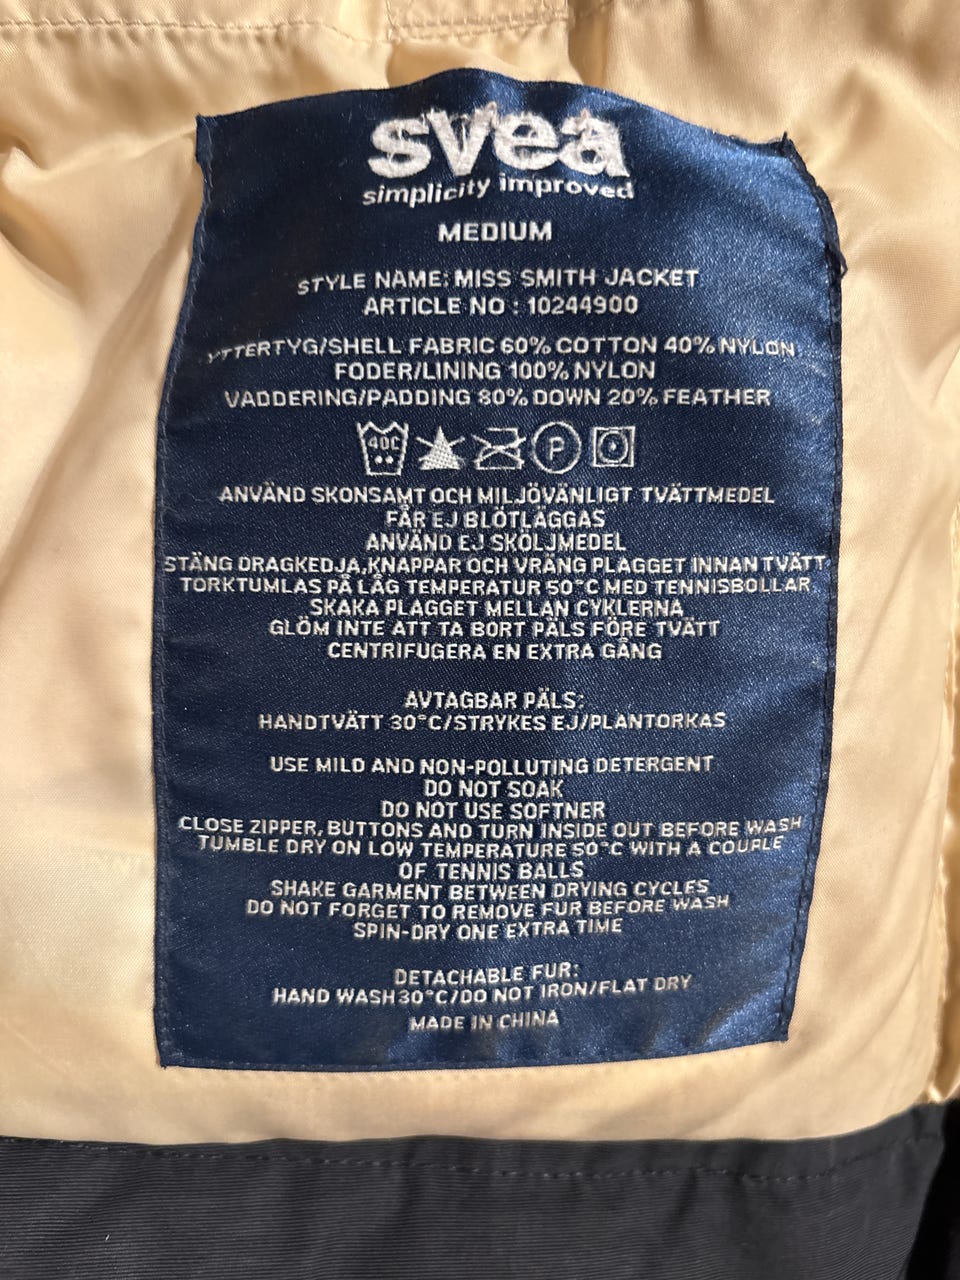 svea
simplicity improved
MEDIUM
STYLE NAME: MISS SMITH JACKET
ARTICLE NO : 10244900
YTTERTYG/SHELL FABRIC 60% COTTON 40% NYLON
FODER/LINING 100% NYLON
VADDERING/PADDING 80% DOWN 20% FEATHER
40C P
ANVÄND SKONSAMT OCH MILJÖVÄNLIGT TVÄTTMEDEL
FÅR EJ BLÖTLÄGGAS
ANVÄND EJ SKÖLJMEDEL
STÄNG DRAGKEDJA,KNAPPAR OCH VRÄNG PLAGGET INNAN TVÄTT
TORKTUMLAS PÅ LÅG TEMPERATUR 50°C MED TENNISBOLLAR
SKAKA PLAGGET MELLAN CYKLERNA
GLÖM INTE ATT TA BORT PÄLS FÖRE TVÄTT
CENTRIFUGERA EN EXTRA GÅNG
AVTAGBAR PÄLS:
HANDTVÄTT 30°C/STRYKES EJ/PLANTORKAS
USE MILD AND NON-POLLUTING DETERGENT
DO NOT SOAK
DO NOT USE SOFTNER
CLOSE ZIPPER, BUTTONS AND TURN INSIDE OUT BEFORE WASH
TUMBLE DRY ON LOW TEMPERATURE 50°C WITH A COUPLE
OF TENNIS BALLS
SHAKE GARMENT BETWEEN DRYING CYCLES
DO NOT FORGET TO REMOVE FUR BEFORE WASH
SPIN-DRY ONE EXTRA TIME
DETACHABLE FUR:
HAND WASH 30°C/DO NOT IRON/FLAT DRY
MADE IN CHINA